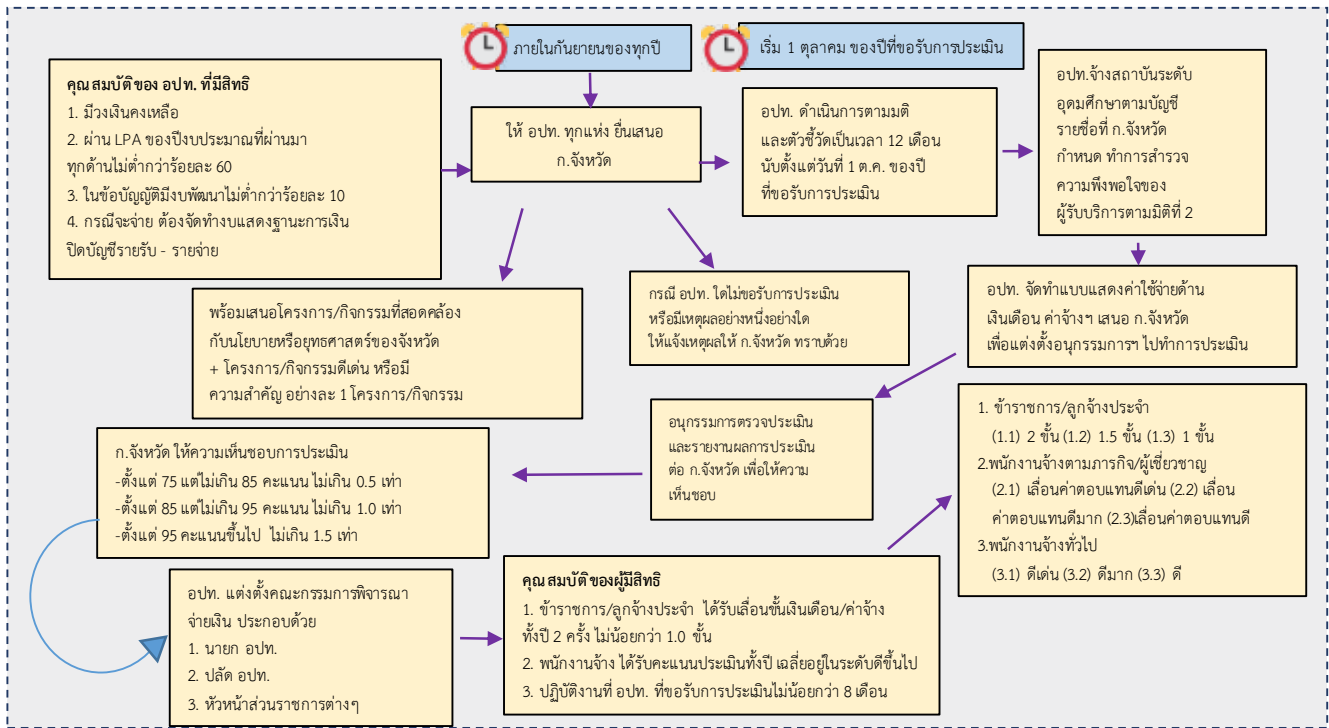 ภายในกันยายนของทุกปี
เริ่ม 1 ตุลาคม ของปีที่ขอรับการประเมิน
คุณสมบัติของ อปท. ที่มีสิทธิ
1. มีวงเงินคงเหลือ
2. ผ่าน LPA ของปีงบประมาณที่ผ่านมา
ทุกด้านไม่ต่ำกว่าร้อยละ 60
3. ในข้อบัญญัติมีงบพัฒนาไม่ต่ำกว่าร้อยละ 10
4. กรณีจะจ่าย ต้องจัดทำงบแสดงฐานะการเงิน
ปิดบัญชีรายรับ - รายจ่าย
ให้ อปท. ทุกแห่ง ยื่นเสนอ
ก.จังหวัด
อปท. ดำเนินการตามมติ
และตัวชี้วัดเป็นเวลา 12 เดือน
นับตั้งแต่วันที่ 1 ต.ค. ของปี
ที่ขอรับการประเมิน
อปท.จ้างสถาบันระดับ
อุดมศึกษาตามบัญชี
รายชื่อที่ ก.จังหวัด
กำหนด ทำการสำรวจ
ความพึงพอใจของ
ผู้รับบริการตามมิติที่ 2
พร้อมเสนอโครงการ/กิจกรรมที่สอดคล้อง
กับนโยบายหรือยุทธศาสตร์ของจังหวัด
+ โครงการ/กิจกรรมดีเด่น หรือมี
ความสำคัญ อย่างละ 1 โครงการ/กิจกรรม
กรณี อปท. ใดไม่ขอรับการประเมิน
หรือมีเหตุผลอย่างหนึ่งอย่างใด
ให้แจ้งเหตุผลให้ ก.จังหวัด ทราบด้วย
อปท. จัดทำแบบแสดงค่าใช้จ่ายด้าน
เงินเดือน ค่าจ้างฯ เสนอ ก.จังหวัด
เพื่อแต่งตั้งอนุกรรมการฯ ไปทำการประเมิน
อนุกรรมการตรวจประเมิน
และรายงานผลการประเมิน
ต่อ ก.จังหวัด เพื่อให้ความ
เห็นชอบ
ก.จังหวัด ให้ความเห็นชอบการประเมิน
-ตั้งแต่ 75 แต่ไม่เกิน 85 คะแนน ไม่เกิน 0.5 เท่า
-ตั้งแต่ 85 แต่ไม่เกิน 95 คะแนน ไม่เกิน 1.0 เท่า
-ตั้งแต่ 95 คะแนนขึ้นไป ไม่เกิน 1.5 เท่า
อปท. แต่งตั้งคณะกรรมการพิจารณา
จ่ายเงิน ประกอบด้วย
1. นายก อปท.
2. ปลัด อปท.
3. หัวหน้าส่วนราชการต่างๆ
คุณสมบัติของผู้มีสิทธิ
1. ข้าราชการ/ลูกจ้างประจำ ได้รับเลื่อนขั้นเงินเดือน/ค่าจ้าง
ทั้งปี 2 ครั้ง ไม่น้อยกว่า 1.0 ขั้น
2. พนักงานจ้าง ได้รับคะแนนประเมินทั้งปี เฉลี่ยอยู่ในระดับดีขึ้นไป
3. ปฏิบัติงานที่ อปท. ที่ขอรับการประเมินไม่น้อยกว่า 8 เดือน
1. ข้าราชการ/ลูกจ้างประจำ
(1.1) 2 ขั้น (1.2) 1.5 ขั้น (1.3) 1 ขั้น
2.พนักงานจ้างตามภารกิจ/ผู้เชี่ยวชาญ
(2.1) เลื่อนค่าตอบแทนดีเด่น (2.2) เลื่อน
ค่าตอบแทนดีมาก (2.3)เลื่อนค่าตอบแทนดี
3.พนักงานจ้างทั่วไป
(3.1) ดีเด่น (3.2) ดีมาก (3.3) ดี